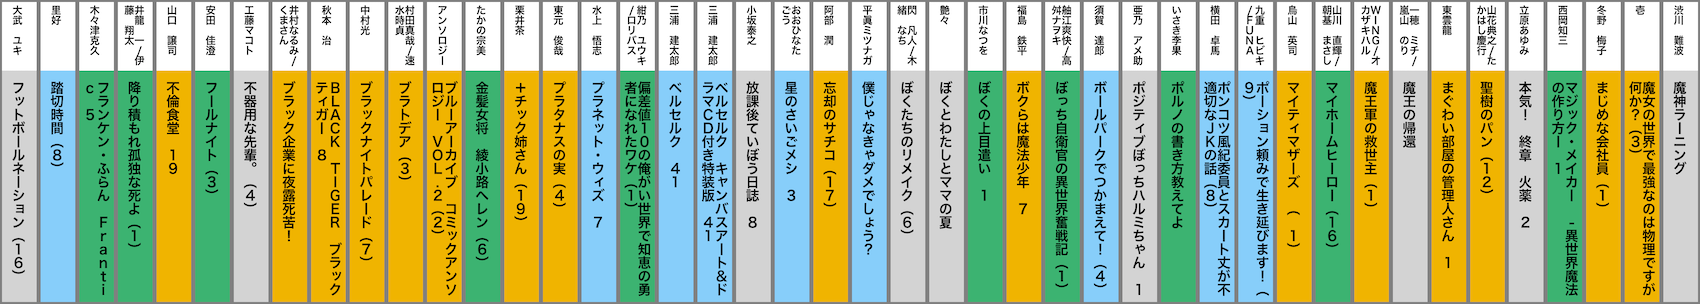 大武 ユキ
フットボールネーション (16)
里好
踏切時間 (8)
木々津克久
フランケン・ふらん Franti
c 5
井龍 一/伊
藤 翔太
降り積もれ孤独な死よ (1)
山口 譲司
不倫食堂 19
安田 佳澄
フールナイト (3)
工藤マコト
不器用な先輩。 (4)
井村なるみ/
くまさん
ブラック企業に夜露死苦!
秋本 治
BLACK TIGER ブラック
ティガー 8
中村光
ブラックナイトパレード (7)
村田真哉/速
水時貞
ブラトデア (3)
アンソロジー
ブルーアーカイブ コミックアンソ
ロジー VOL.2 (2)
たかの宗美
金髪女将 綾小路ヘレン (6)
栗井茶
+チック姉さん (19)
東元 俊哉
プラタナスの実 (4)
水上 悟志
プラネット・ウィズ 7
紺乃 ユウキ
/ロリバス
偏差値10の俺がい世界で知恵の勇
者になれたワケ (1)
三浦 建太郎
ベルセルク 41
三浦 建太郎
ベルセルク キャンバスアート&ド
ラマCD付き特装版 41
小坂泰之
放課後ていぼう日誌 8
おおひなた
ごう
星のさいごメシ 3
阿部 潤
忘却のサチコ (17)
平眞ミツナガ
僕じゃなきゃダメでしょう?
閃 凡人/木
緒 なち
ぼくたちのリメイク (6)
艶々
ぼくとわたしとママの夏
市川なつを
ぼくの上目遣い 1
福島 鉄平
ボクらは魔法少年 7
舳江爽快/高
舛ナヲキ
ぼっち自衛官の異世界奮戦記 (1)
須賀 達郎
ボールパークでつかまえて! (4)
亜乃 アメ助
ポジティブぼっちハルミちゃん 1
いさき李果
ポルノの書き方教えてよ
横田 卓馬
ポンコツ風紀委員とスカート丈が不
適切なJKの話 (8)
九重 ヒビキ
/FUNA
ポーション頼みで生き延びます! (
9)
烏山 英司
マイティマザーズ (1)
山川 直輝/
朝基 まさし
マイホームヒーロー (16)
WING/オ
カザキハル/
魔王軍の救世主 (1)
一穂 ミチ/
嵐山 のり
魔王の帰還
東雲龍
まぐわい部屋の管理人さん 1
山花典之/た
かはし慶行
聖樹のパン (12)
立原あゆみ
本気! 終章 火薬 2
西岡知三
マジック・メイカー -異世界魔法
の作り方- 1
冬野 梅子
まじめな会社員 (1)
壱
魔女の世界で最強なのは物理ですが
何か? (3)
渋川 難波
魔神ラーニング